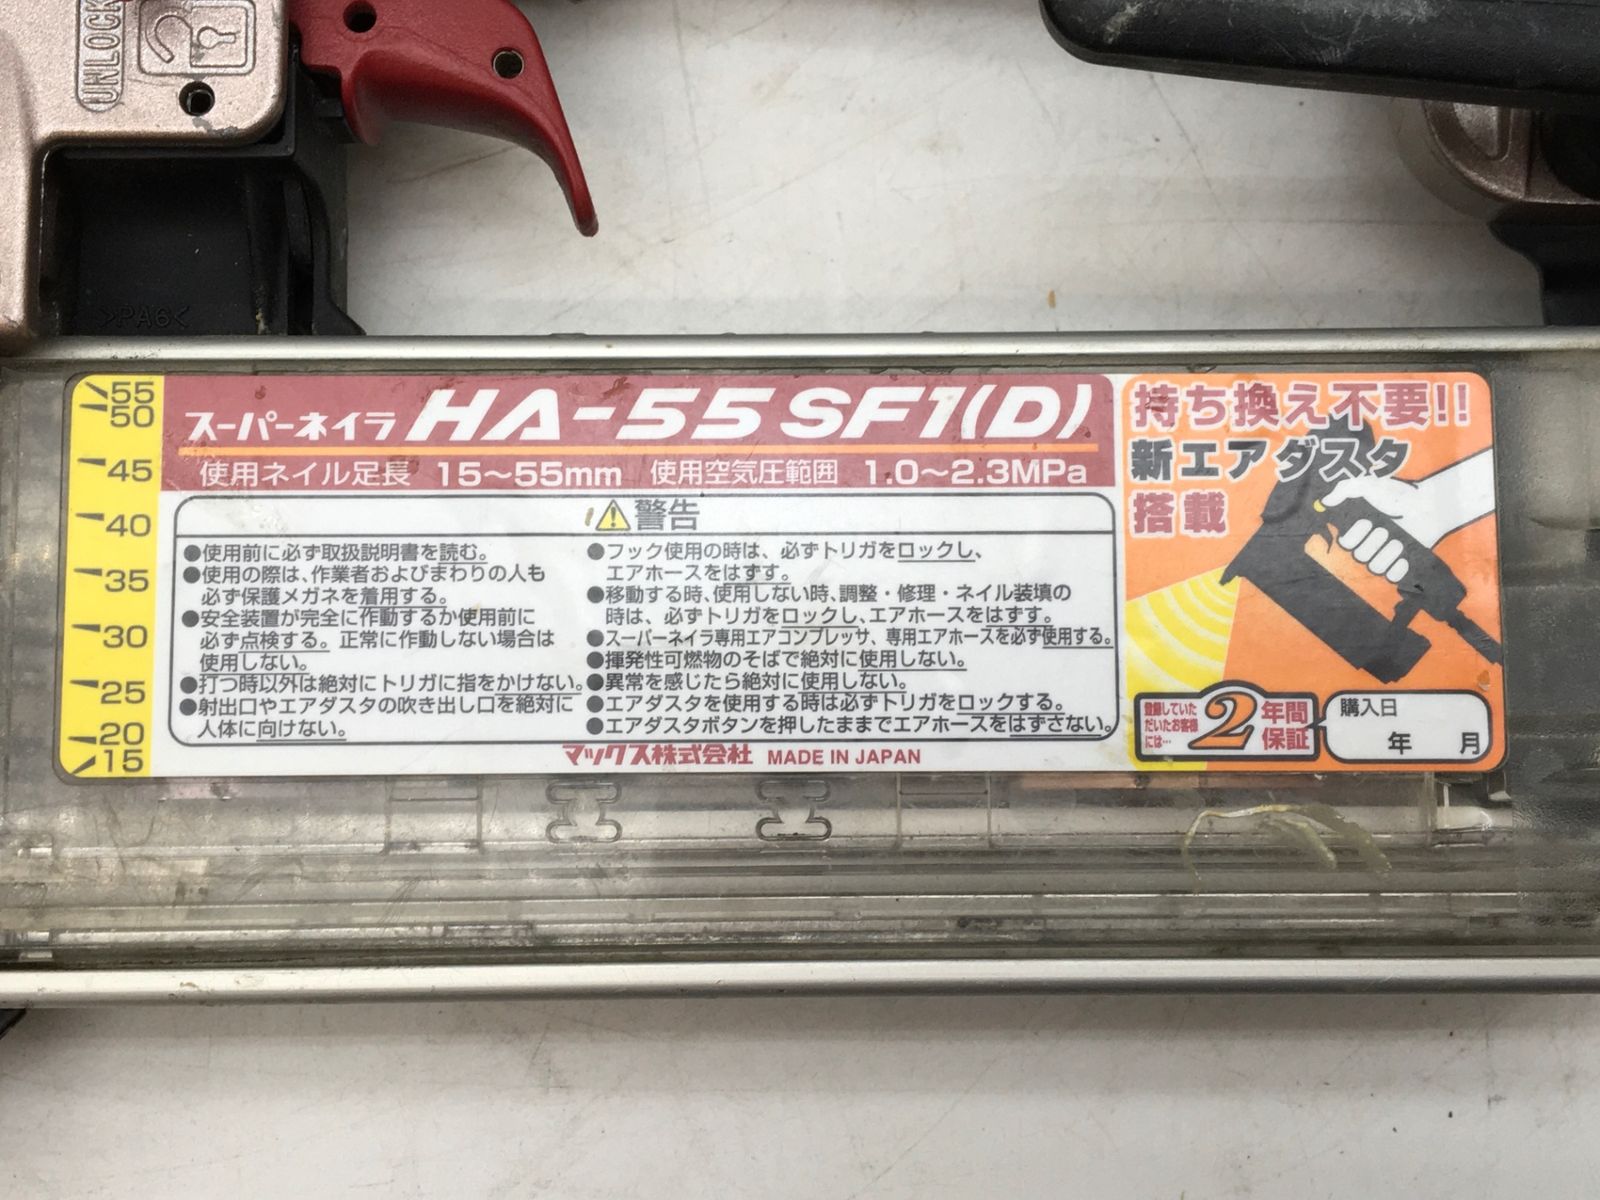 UNLOCK
>PA6<
55
50
45
40
35
30
25
20
15
スーパーネイラ HA-55SF1(D)
使用ネイル足長 15～55mm 使用空気圧範囲 1.0～2.3MPa
警告
●使用前に必ず取扱説明書を読む。
●使用の際は、作業者およびまわりの人も
必ず保護メガネを着用する。
●安全装置が完全に作動するか使用前に
必ず点検する。正常に作動しない場合は
使用しない。
●打つ時以外は絶対にトリガに指をかけない。
●射出口やエアダスタの吹き出し口を絶対に
人体に向けない。
●フック使用の時は、必ずトリガをロックし、
エアホースをはずす。
●移動する時、使用しない時、調整・修理・ネイル装填の
時は、必ずトリガをロックし、エアホースをはずす。
●スーパーネイラ専用エアコンプレッサ、専用エアホースを必ず使用する。
●揮発性可燃物のそばで絶対に使用しない。
●異常を感じたら絶対に使用しない。
●エアダスタを使用する時は必ずトリガをロックする。
●エアダスタボタンを押したままでエアホースをはずさない。
マックス株式会社 MADE IN JAPAN
持ち換え不要!!
新エアダスタ
搭載
登録していた
だいたお客様
には…
2年間
保証
購入日
年 月